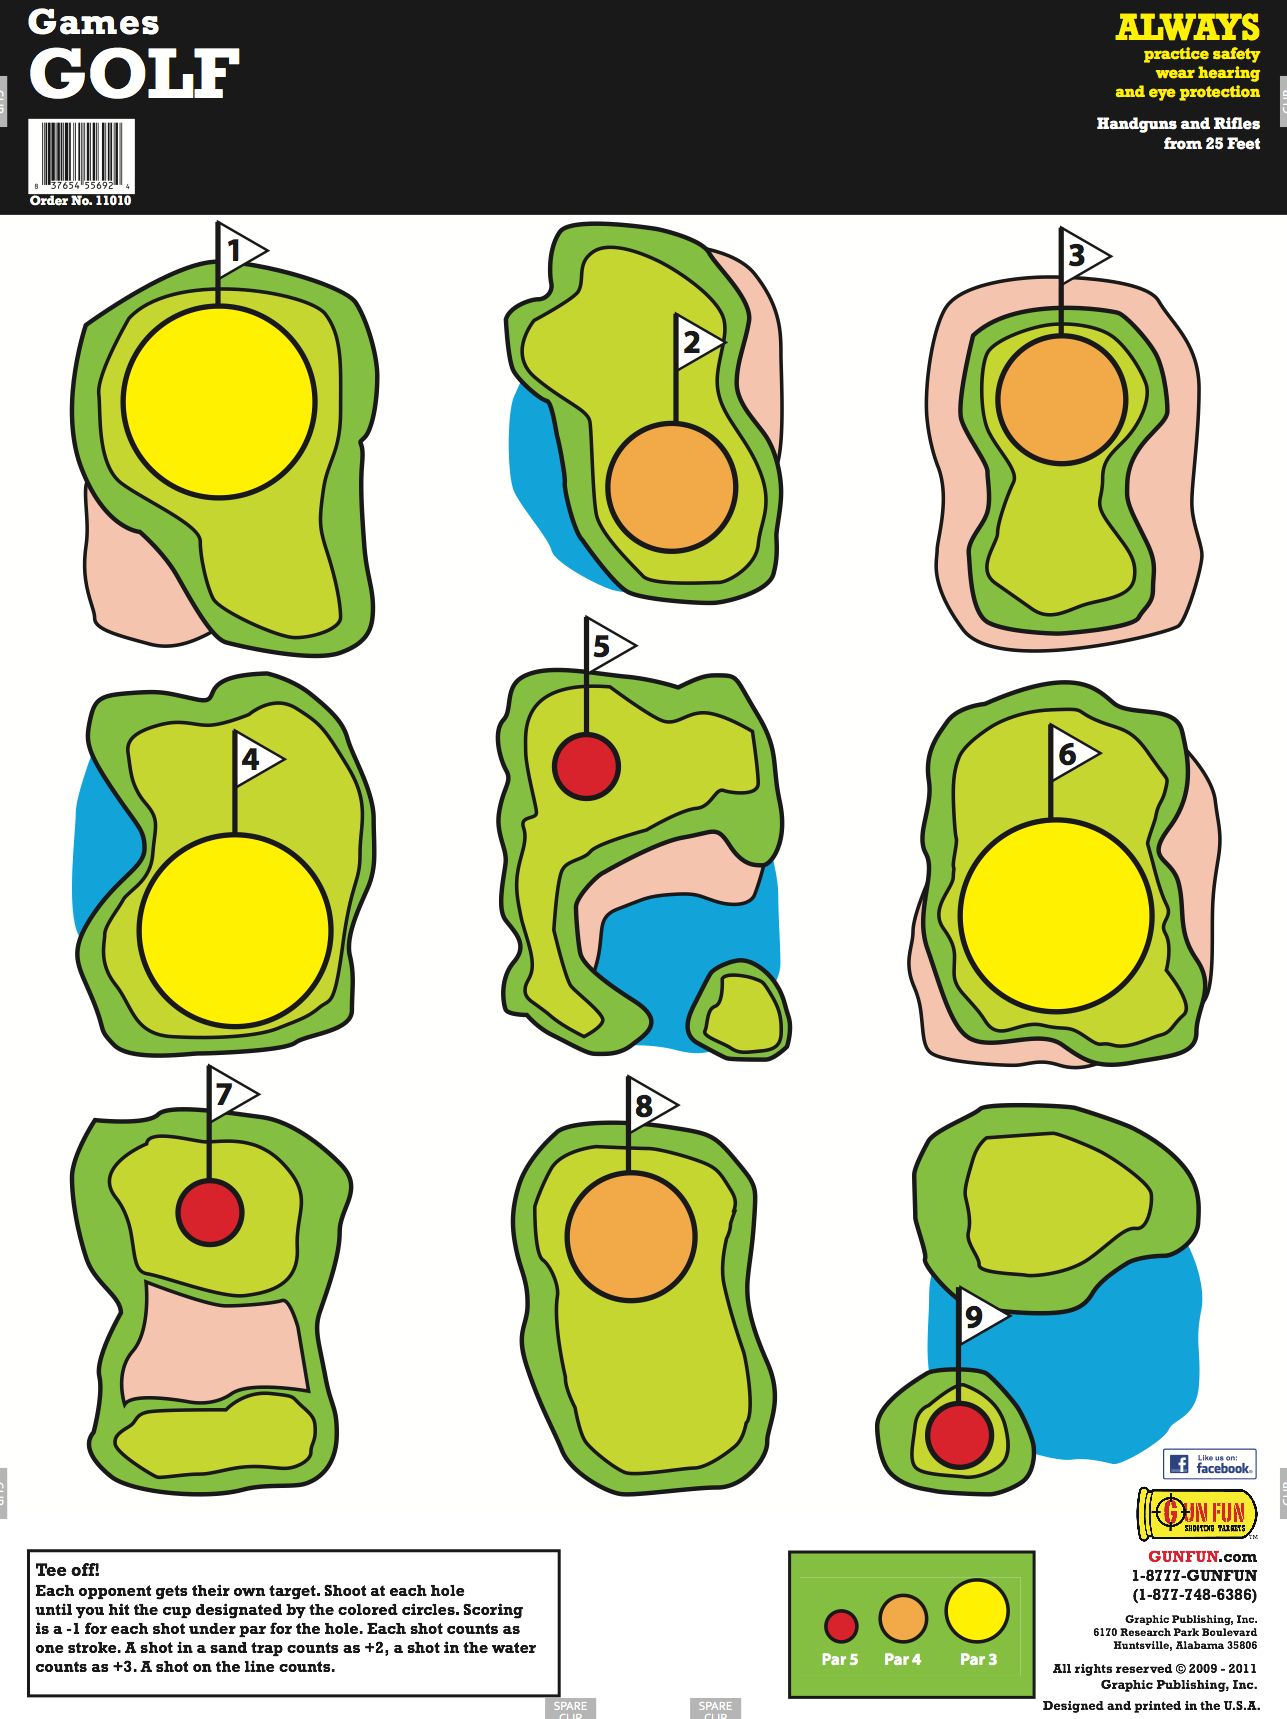 Games
GOLF
8 37654 55692 4
Order No. 11010
ALWAYS
practice safety
wear hearing
and eye protection
Handguns and Rifles
from 25 Feet
1
2
3
4
5
6
7
8
9
Tee off!
Each opponent gets their own target. Shoot at each hole
until you hit the cup designated by the colored circles. Scoring
is a -1 for each shot under par for the hole. Each shot counts as
one stroke. A shot in a sand trap counts as +2, a shot in the water
counts as +3. A shot on the line counts.
SPARE
CLIP
SPARE
CLIP
Par 5
Par 4
Par 3
Like us on:
facebook
GUN FUN
SHOOTING TARGETS
TM
GUNFUN.com
1-8777-GUNFUN
(1-877-748-6386)
Graphic Publishing, Inc.
6170 Research Park Boulevard
Huntsville, Alabama 35806
All rights reserved © 2009 - 2011
Graphic Publishing, Inc.
Designed and printed in the U.S.A.